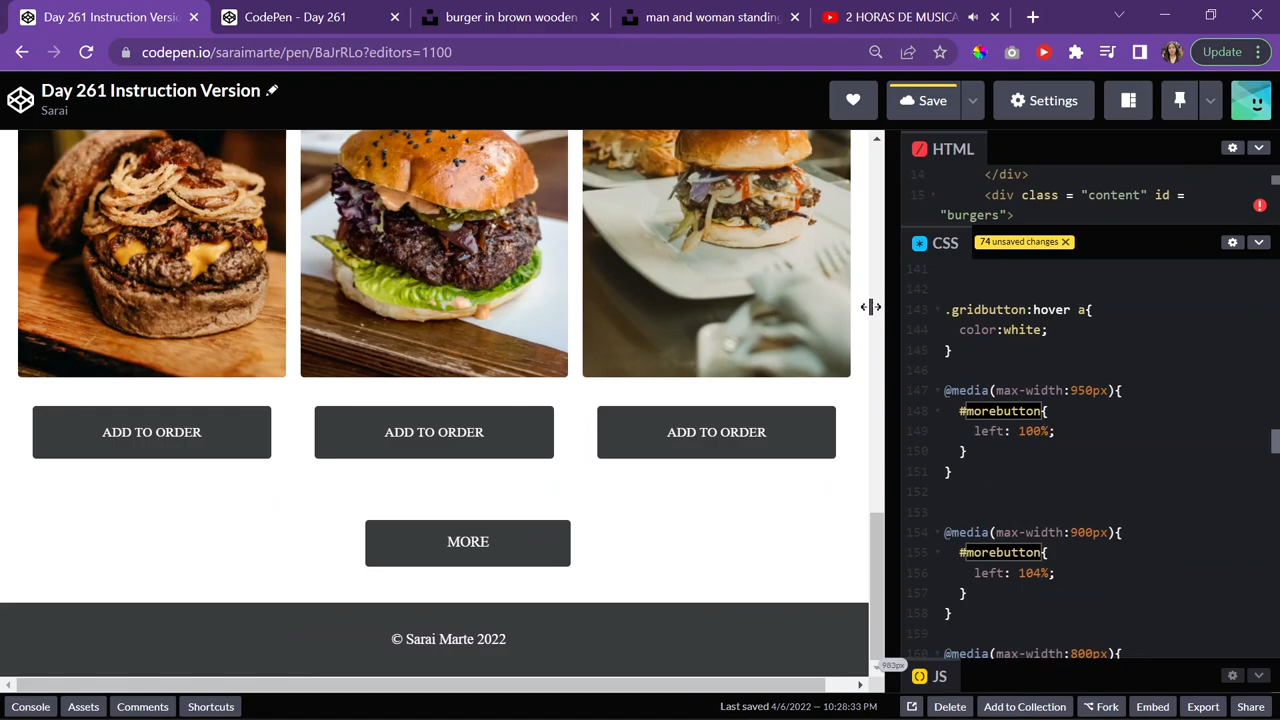 Day 261 Instruction Versic
CodePen - Day 261
burger in brown wooden
man and woman standing
2 HORAS DE MUSICA
codepen.io/saraimarte/pen/BaJrRLo?editors=1100
Update
Day 261 Instruction Version
Sarai
Save
Settings
HTML
14 </div>
15 <div class = "content" id =
"burgers">
CSS
74 unsaved changes X
141
142
143 .gridbutton:hover a{
144 color:white;
145 }
146
147 @media(max-width:950px){
148 #morebutton{
149 left: 100%;
150 }
151 }
152
153
154 @media(max-width:900px){
155 #morebutton{
156 left: 104%;
157 }
158 }
159
160 @media(max-width:800px){
ADD TO ORDER
ADD TO ORDER
ADD TO ORDER
MORE
© Sarai Marte 2022
983px
JS
Console
Assets
Comments
Shortcuts
Last saved 4/6/2022 — 10:28:33 PM
Delete
Add to Collection
Fork
Embed
Export
Share